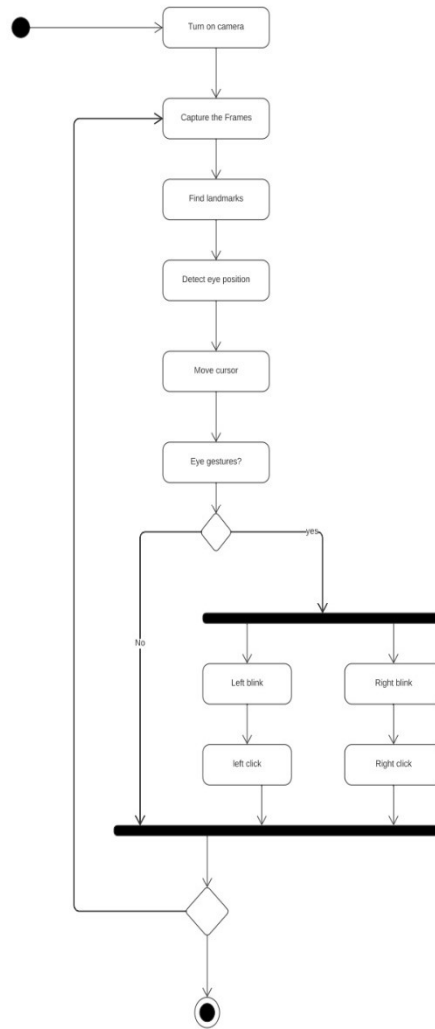 Turn on camera
Capture the Frames
Find landmarks
Detect eye position
Move cursor
Eye gestures?
yes
No
Left blink
Right blink
left click
Right click